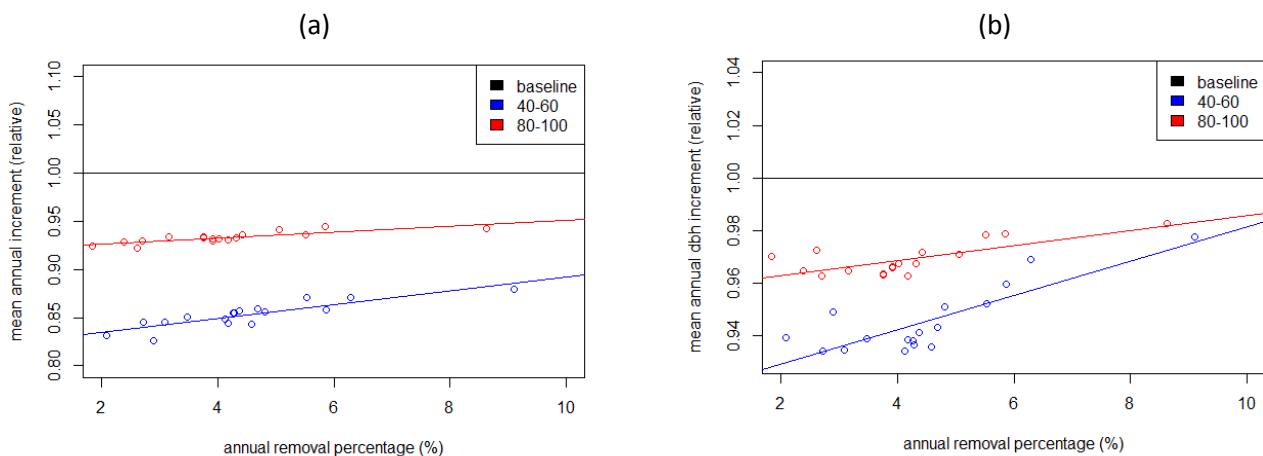 (a)
mean annual increment (relative)
1.10
1.05
1.00
0.95
0.90
0.85
0.80
baseline
40-60
80-100
2 4 6 8 10
annual removal percentage (%)
(b)
mean annual dbh increment (relative)
1.04
1.02
1.00
0.98
0.96
0.94
baseline
40-60
80-100
2 4 6 8 10
annual removal percentage (%)